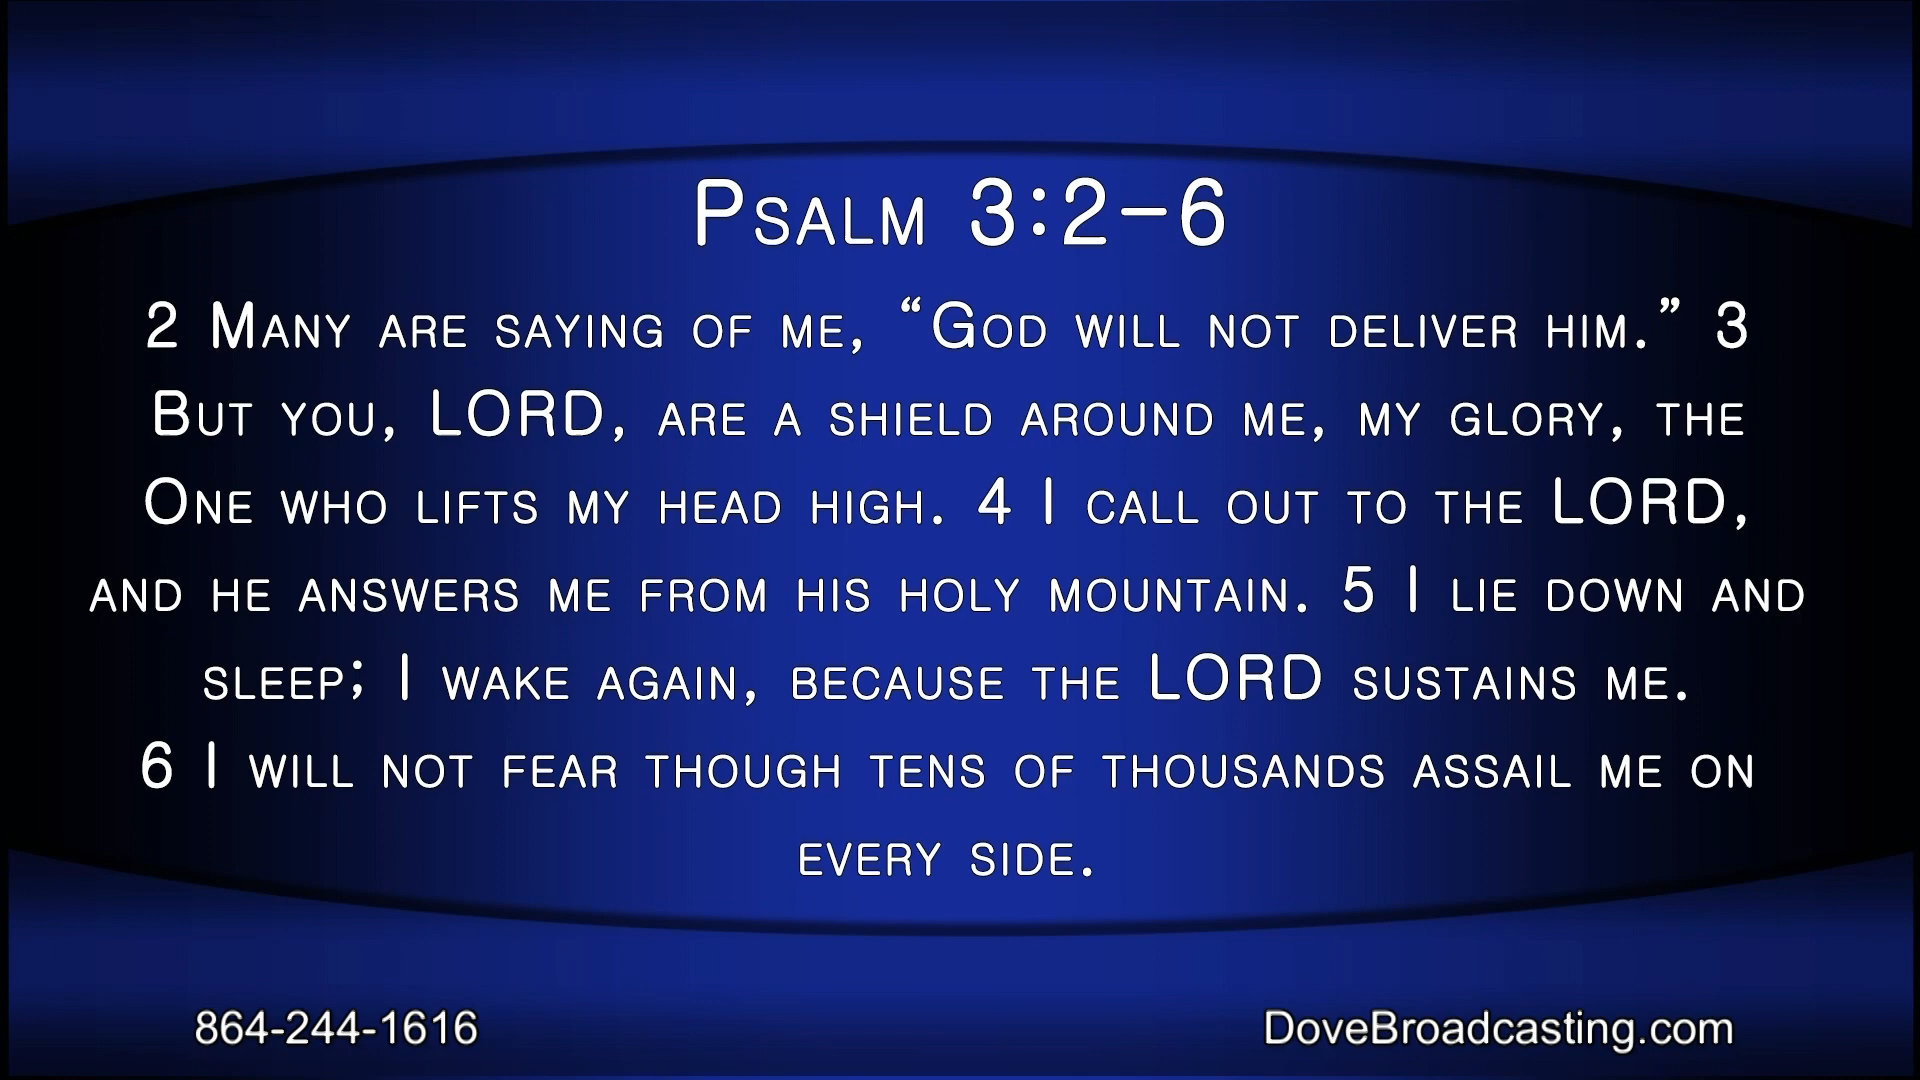 Psalm 3:2-6
2 Many are saying of me, “God will not deliver him.” 3
But you, LORD, are a shield around me, my glory, the
One who lifts my head high. 4 I call out to the LORD,
and he answers me from his holy mountain. 5 I lie down and
sleep; I wake again, because the LORD sustains me.
6 I will not fear though tens of thousands assail me on
every side.
864-244-1616
DoveBroadcasting.com